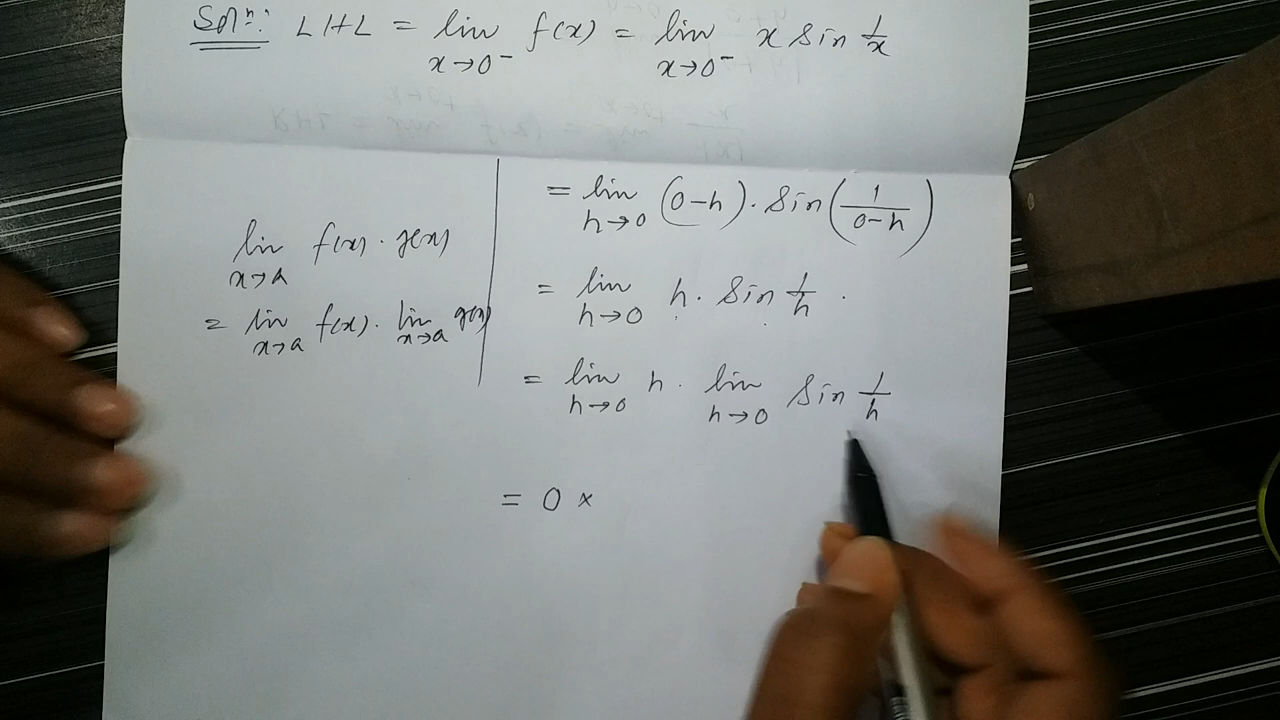 Solⁿ: LHL = lim x→0⁻ f(x) = lim x→0⁻ x sin 1/x
= lim h→0 (0-h). sin(1/(0-h))
lim x→a f(x) . g(x)
= lim h→0 h. sin 1/h .
= lim x→a f(x) . lim x→a g(x)
= lim h→0 h. lim h→0 sin 1/h
= 0 ×